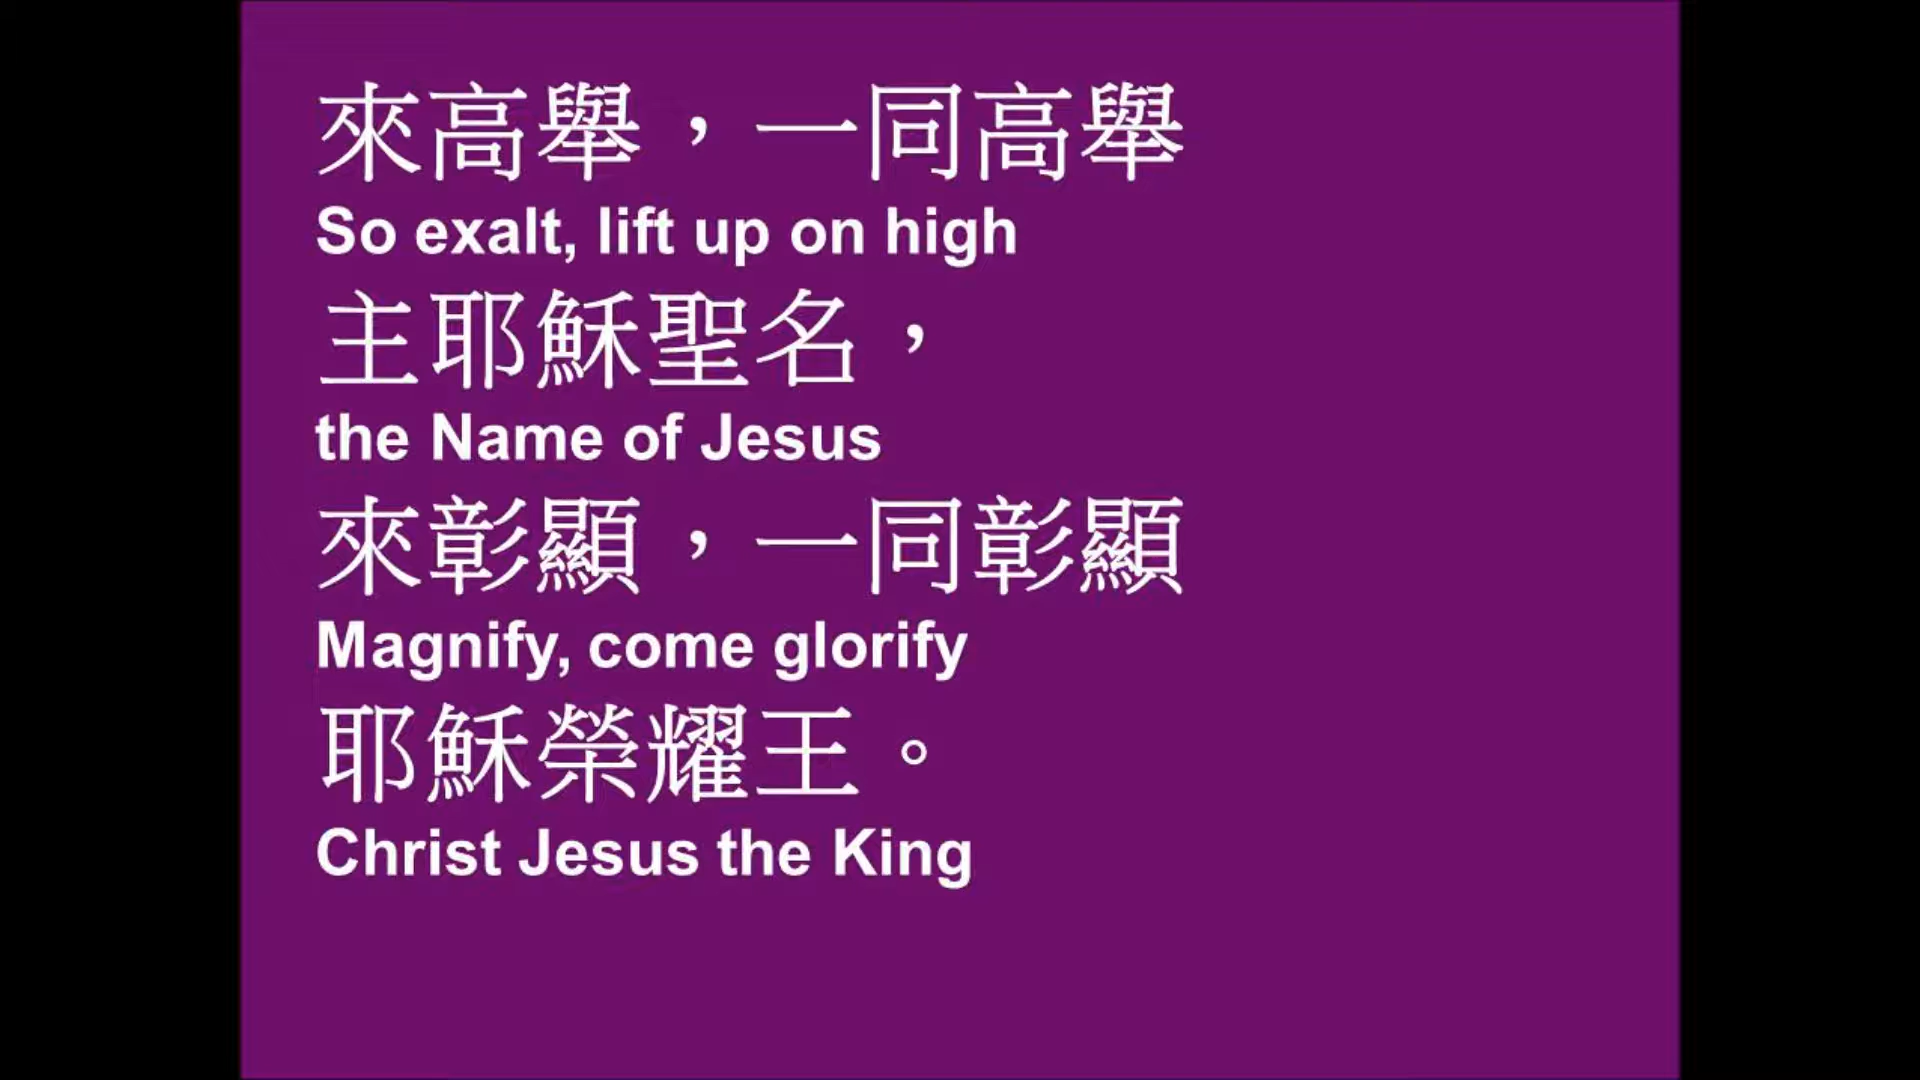 來高舉，一同高舉
So exalt, lift up on high
主耶穌聖名，
the Name of Jesus
來彰顯，一同彰顯
Magnify, come glorify
耶穌榮耀王。
Christ Jesus the King